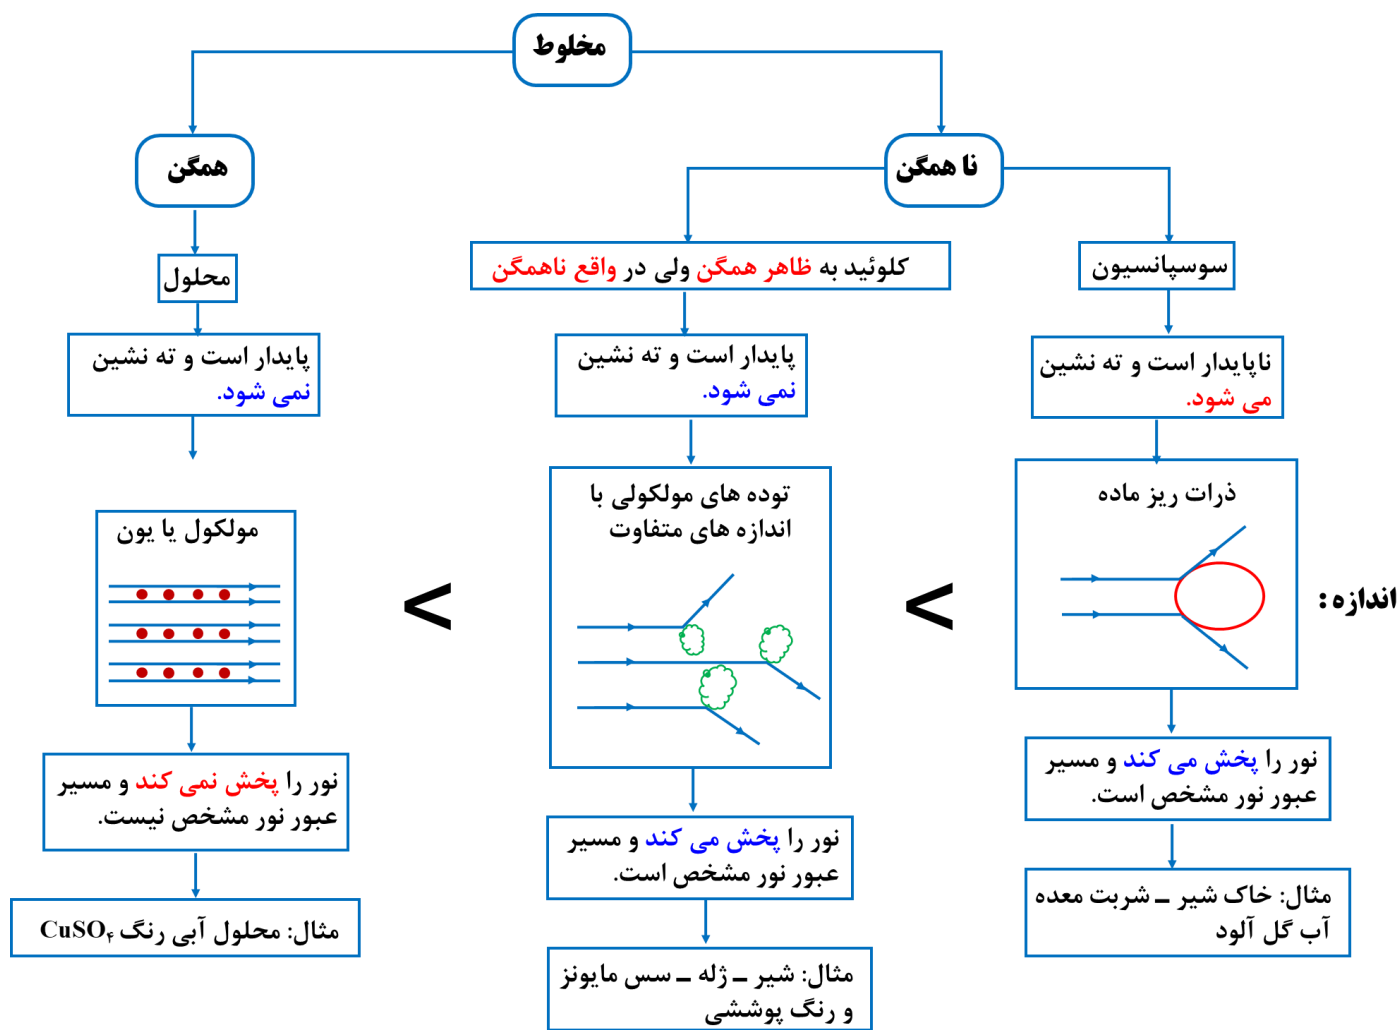 مخلوط
نا همگن
همگن
سوسپانسیون
ناپایدار است و ته نشین
می شود.
ذرات ریز ماده
نور را پخش می کند و مسیر
عبور نور مشخص است.
مثال: خاک شیر ـ شربت معده
آب گل آلود
کلوئید به ظاهر همگن ولی در واقع ناهمگن
پایدار است و ته نشین
نمی شود.
توده های مولکولی با
اندازه های متفاوت
نور را پخش می کند و مسیر
عبور نور مشخص است.
مثال: شیر ـ ژله ـ سس مایونز
و رنگ پوششی
محلول
پایدار است و ته نشین
نمی شود.
مولکول یا یون
نور را پخش نمی کند و مسیر
عبور نور مشخص نیست.
مثال: محلول آبی رنگ CuSO₄
اندازه :
<
<